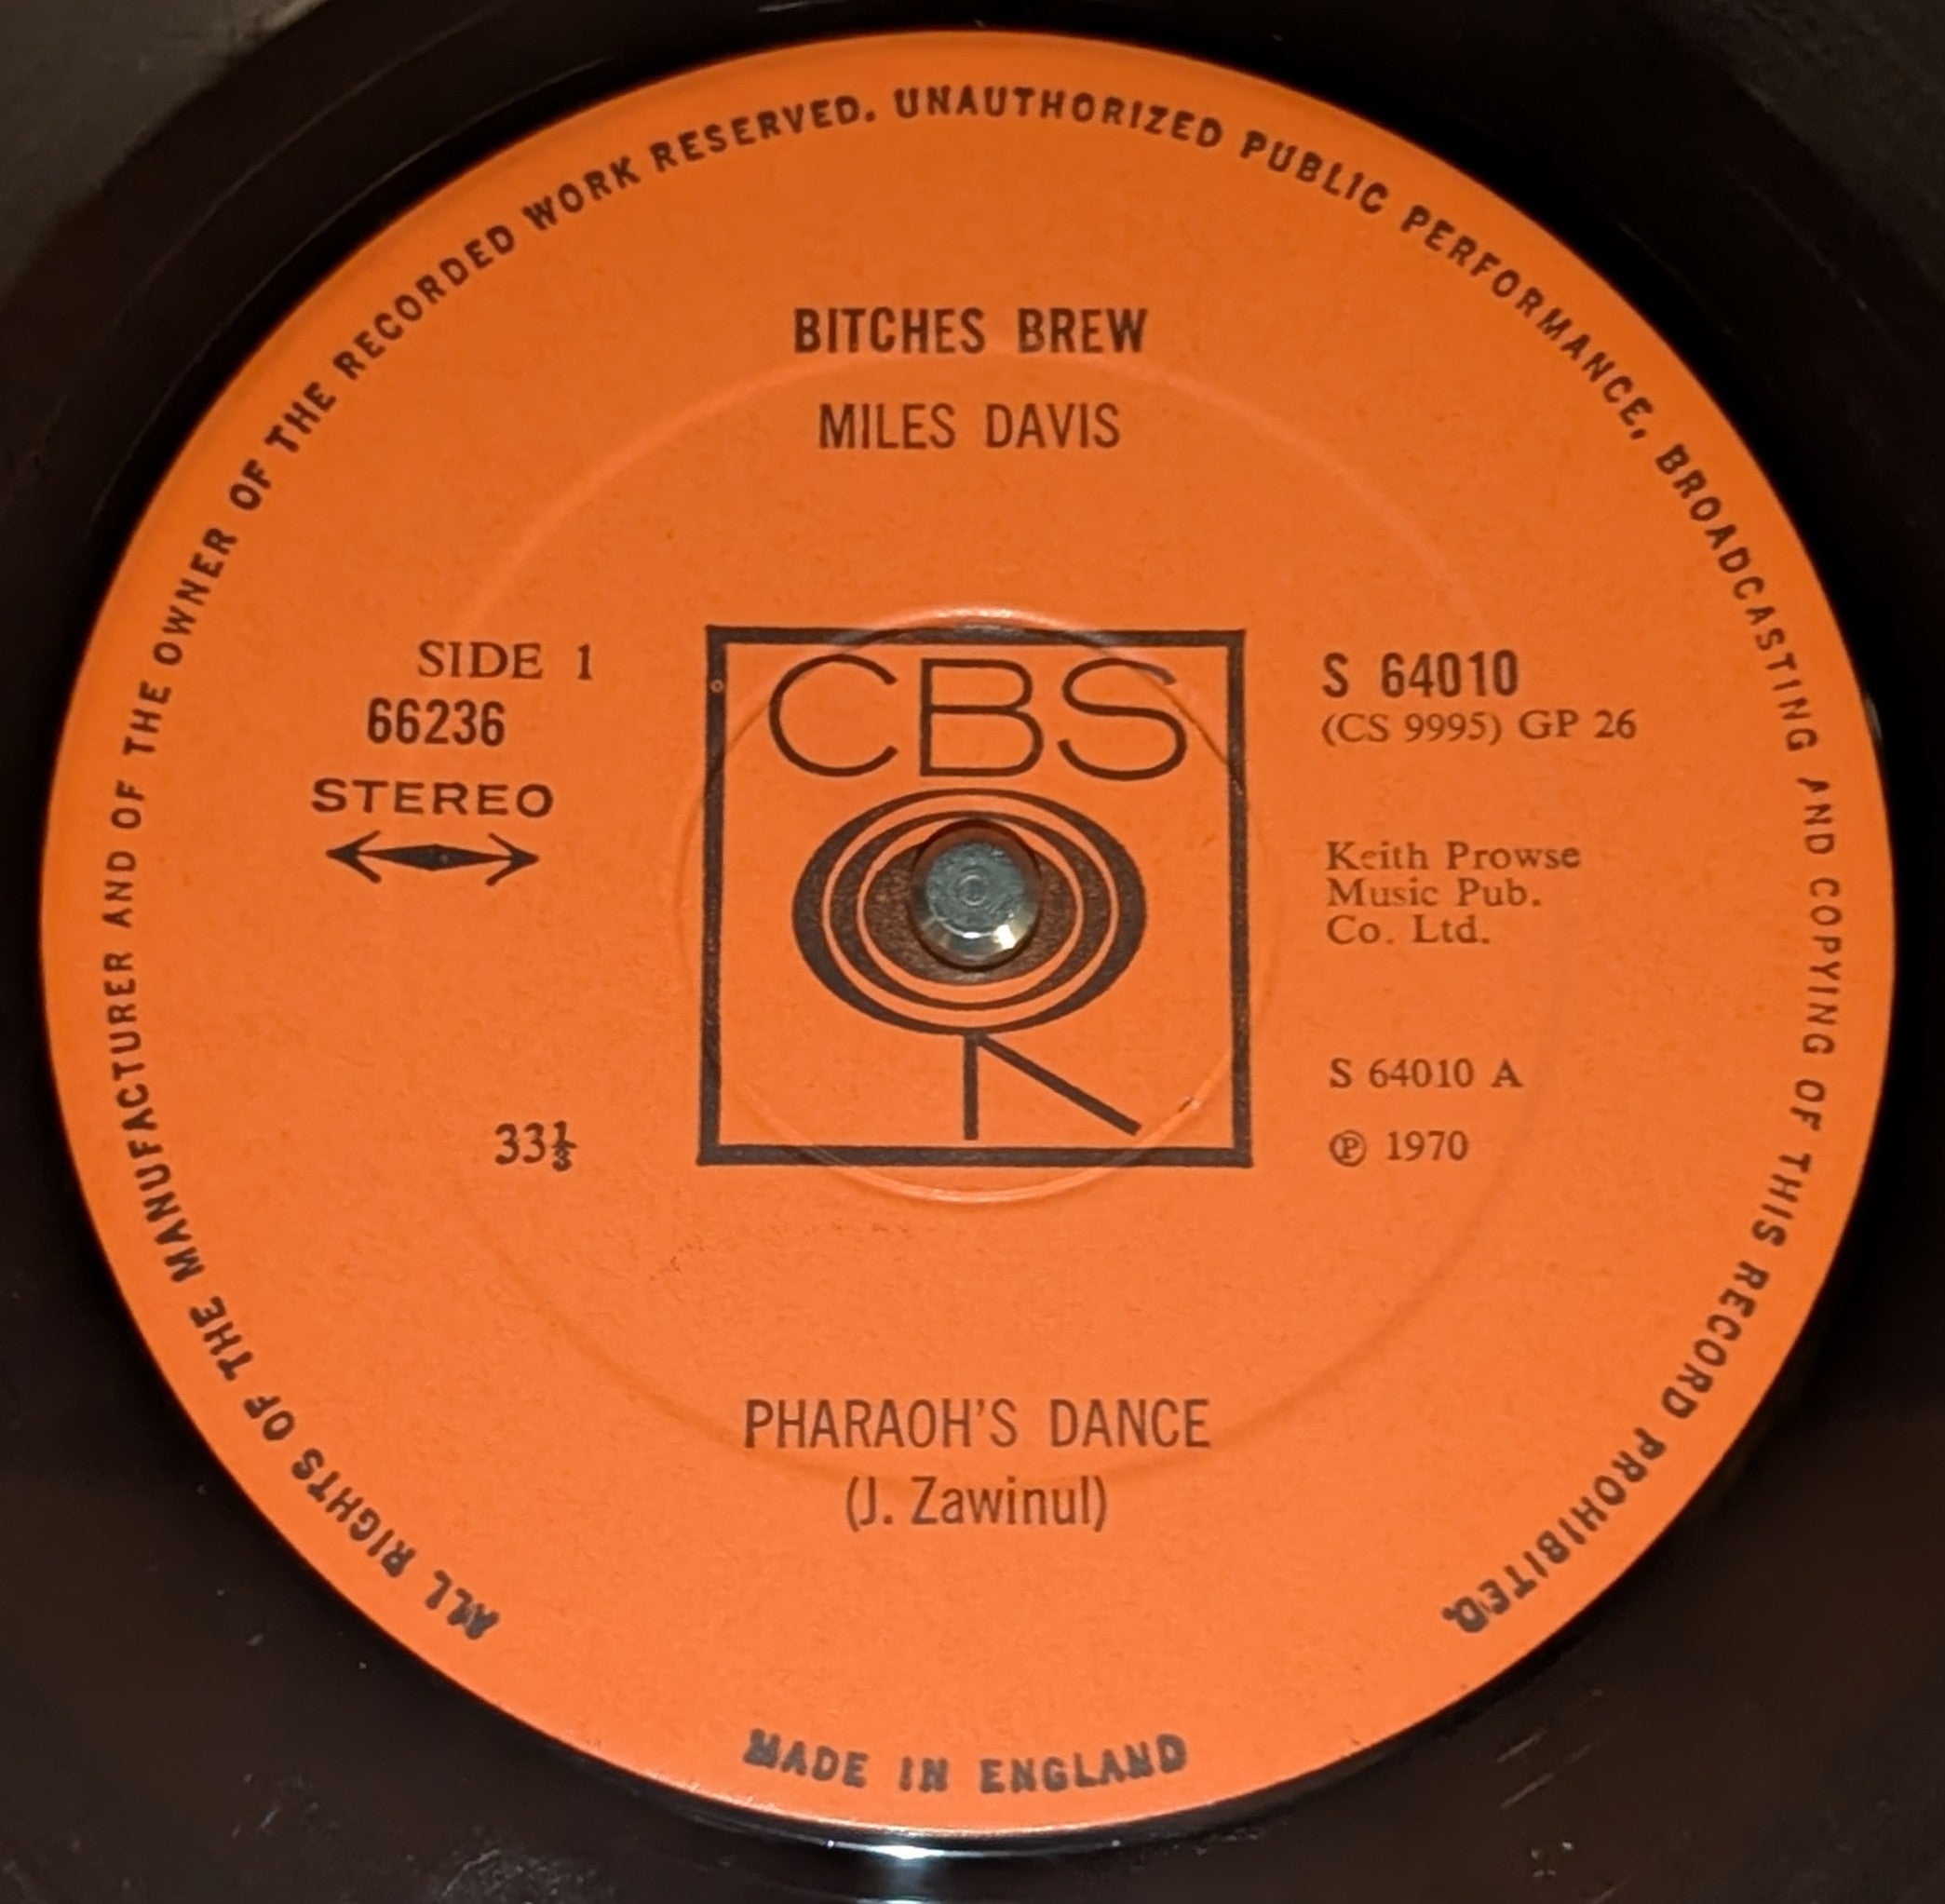 ALL RIGHTS OF THE MANUFACTURER AND OF THE OWNER OF THE RECORDED WORK RESERVED. UNAUTHORIZED PUBLIC PERFORMANCE, BROADCASTING AND COPYING OF THIS RECORD PROHIBITED.
BITCHES BREW
MILES DAVIS
SIDE 1
66236
STEREO
33⅓
CBS
S 64010
(CS 9995) GP 26
Keith Prowse
Music Pub.
Co. Ltd.
S 64010 A
℗ 1970
PHARAOH'S DANCE
(J. Zawinul)
MADE IN ENGLAND